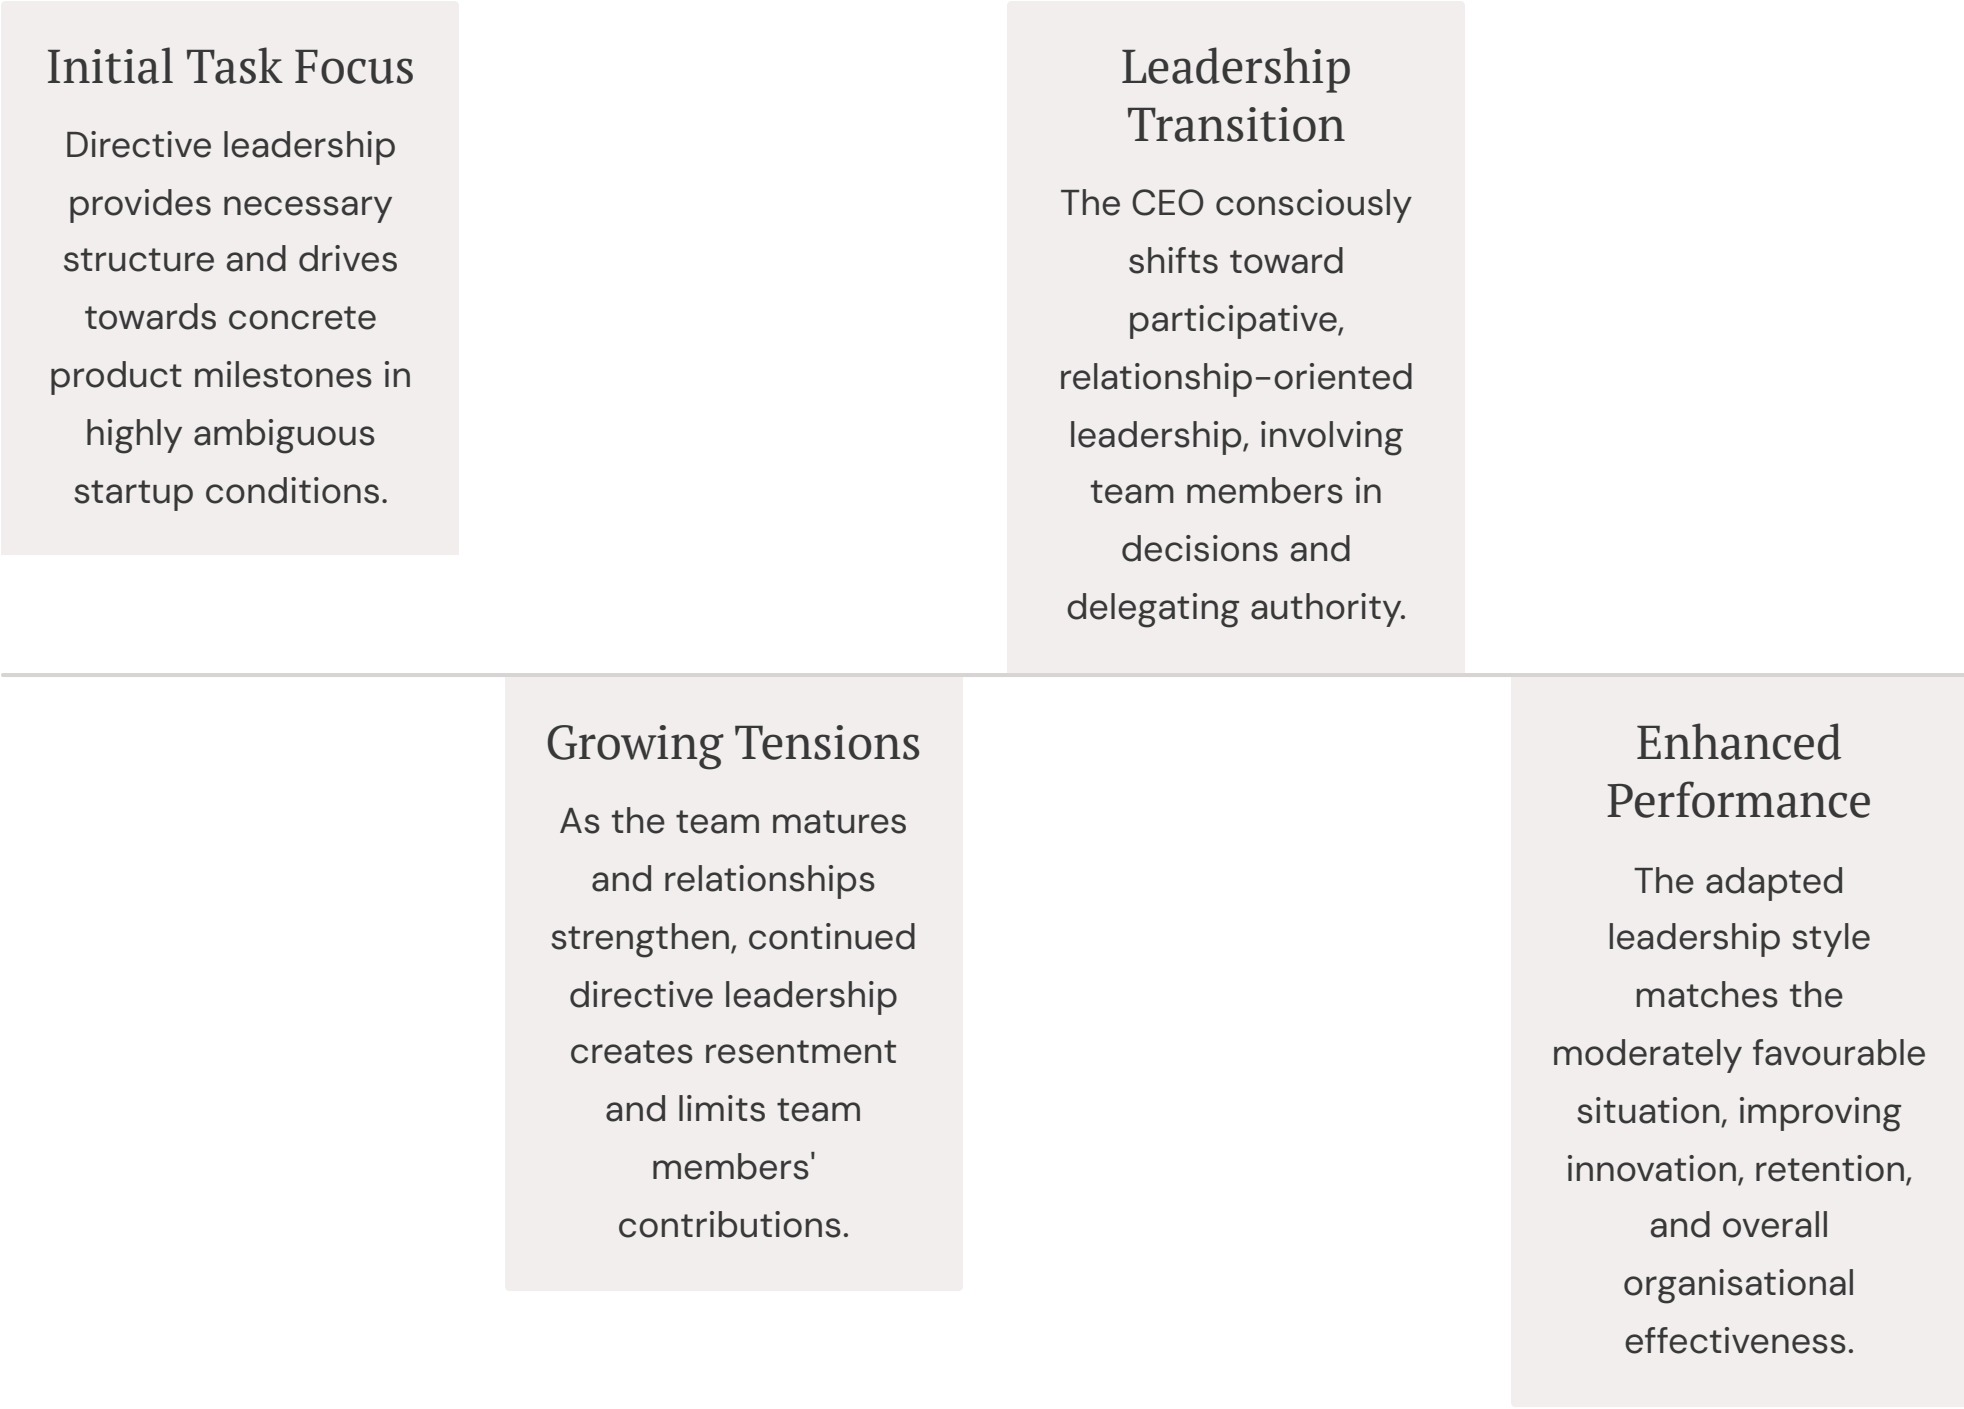 Initial Task Focus
Directive leadership
provides necessary
structure and drives
towards concrete
product milestones in
highly ambiguous
startup conditions.
Growing Tensions
As the team matures
and relationships
strengthen, continued
directive leadership
creates resentment
and limits team
members'
contributions.
Leadership
Transition
The CEO consciously
shifts toward
participative,
relationship-oriented
leadership, involving
team members in
decisions and
delegating authority.
Enhanced
Performance
The adapted
leadership style
matches the
moderately favourable
situation, improving
innovation, retention,
and overall
organisational
effectiveness.